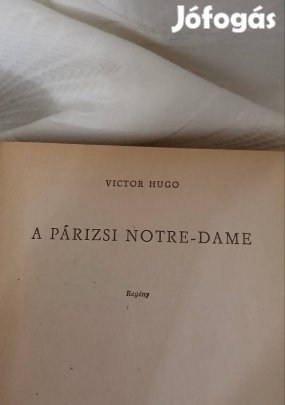 Jófogás
VICTOR HUGO
A PÁRIZSI NOTRE-DAME
Regény